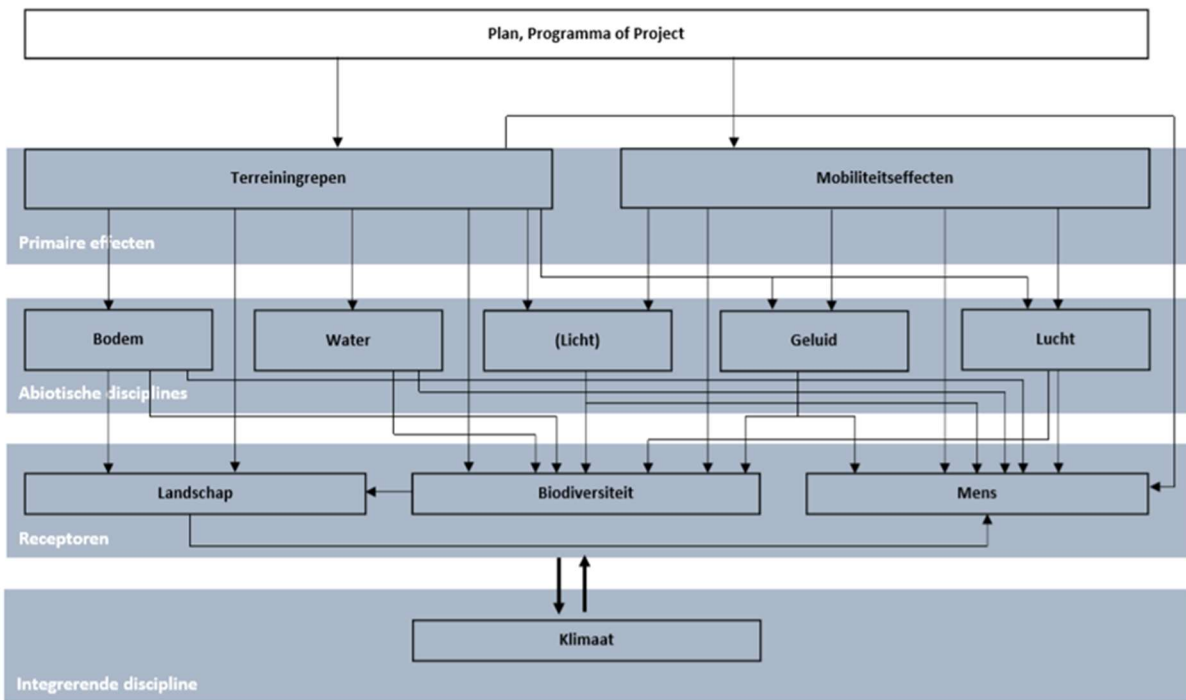 Plan, Programma of Project
Terreiningrepen
Mobiliteitseffecten
Primaire effecten
Bodem
Water
(Licht)
Geluid
Lucht
Abiotische disciplines
Landschap
Biodiversiteit
Mens
Receptoren
Klimaat
Integrerende discipline